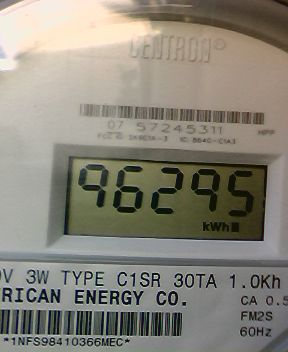 CENTRON®
07 57245311 HPP
96295
kWh
V 3W TYPE C1SR 30TA 1.0Kh
RICAN ENERGY CO.
CA 0.5
FM2S
60Hz
*1NFS98410366MEC*